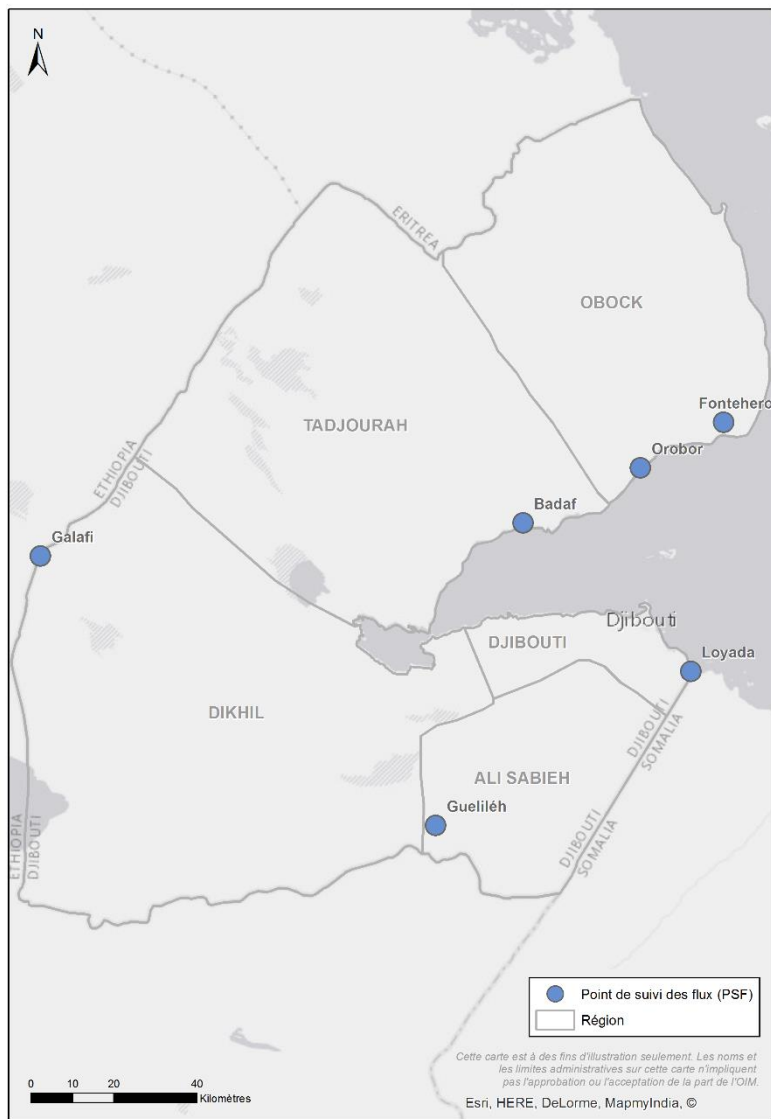 N
ERITREA
OBOCK
Fontehero
TADJOURAH
Orobor
ETHIOPIA
DJIBOUTI
Badaf
Galafi
Djibouti
DJIBOUTI
Loyada
DIKHIL
DJIBOUTI
SOMALIA
ALI SABIEH
Gueliléh
ETHIOPIA
DJIBOUTI
DJIBOUTI
SOMALIA
Point de suivi des flux (PSF)
Région
Cette carte est à des fins d'illustration seulement. Les noms et
les limites administratives sur cette carte n'impliquent
pas l'approbation ou l'acceptation de la part de l'OIM.
0 10 20 40
Kilomètres
Esri, HERE, DeLorme, MapmyIndia, ©